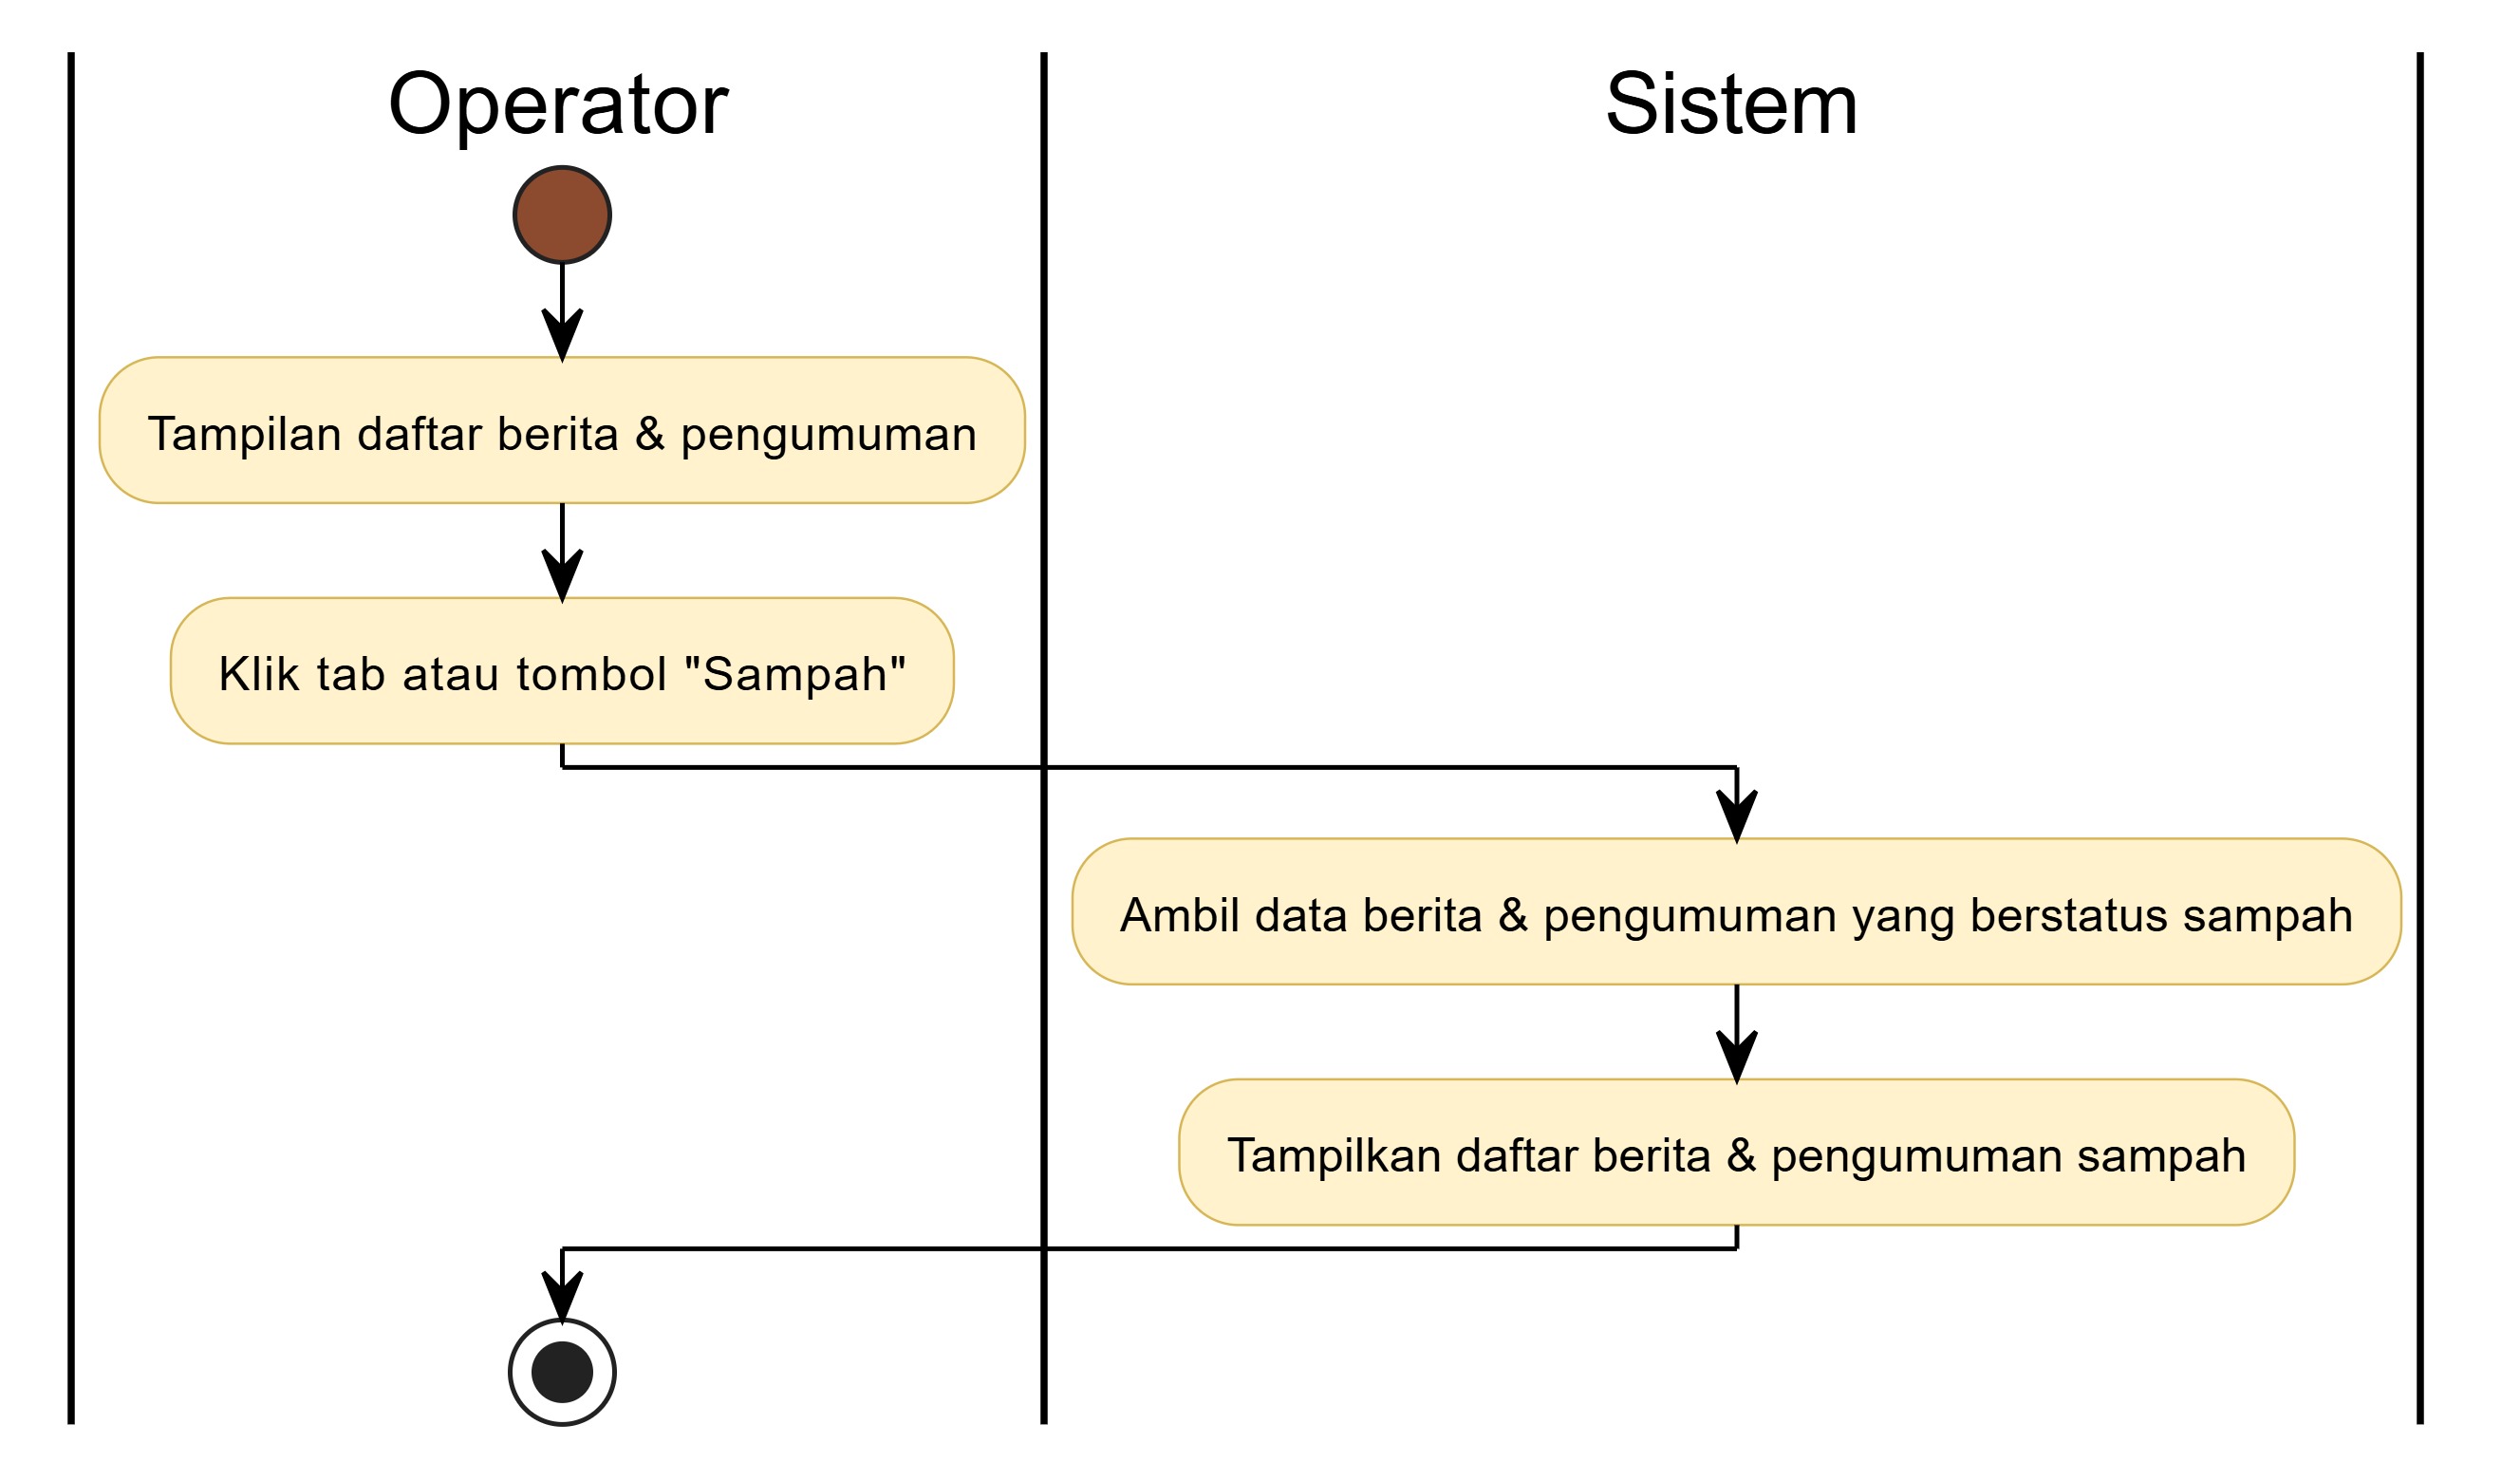 Operator
Sistem
Tampilan daftar berita & pengumuman
Klik tab atau tombol "Sampah"
Ambil data berita & pengumuman yang berstatus sampah
Tampilkan daftar berita & pengumuman sampah